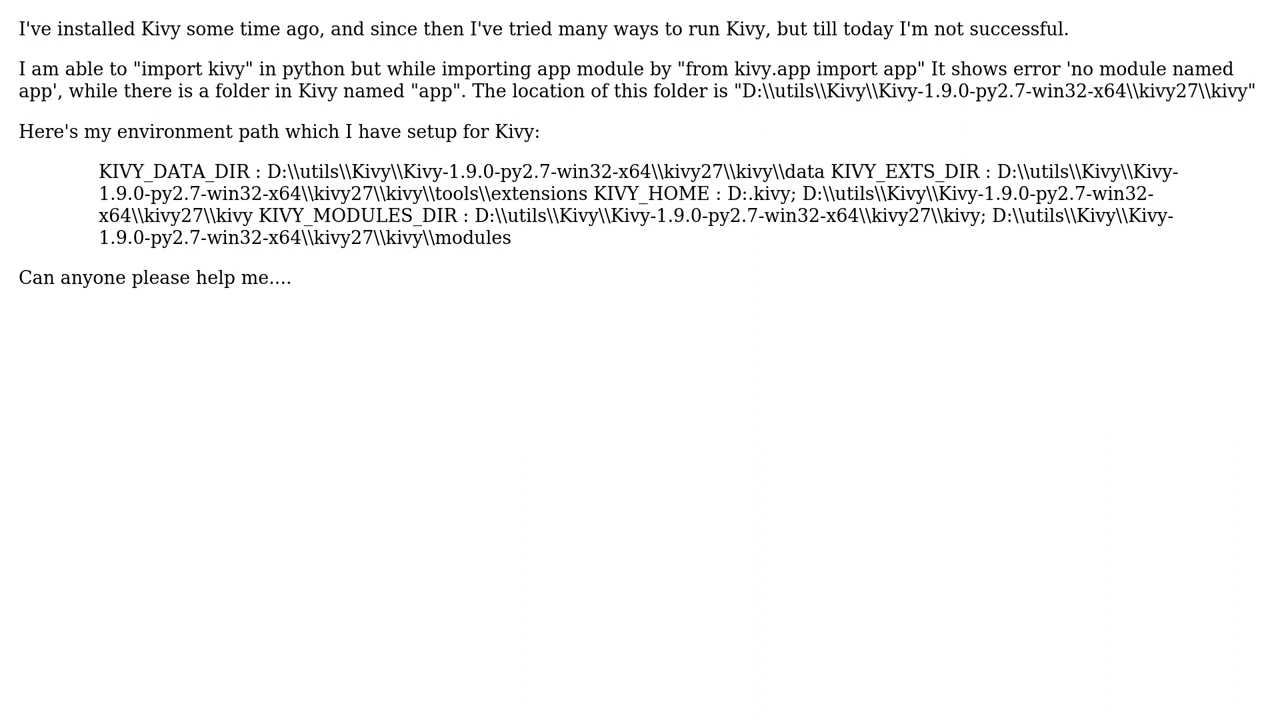 I've installed Kivy some time ago, and since then I've tried many ways to run Kivy, but till today I'm not successful.
I am able to "import kivy" in python but while importing app module by "from kivy.app import app" It shows error 'no module named
app', while there is a folder in Kivy named "app". The location of this folder is "D:\\utils\\Kivy\\Kivy-1.9.0-py2.7-win32-x64\\kivy27\\kivy"
Here's my environment path which I have setup for Kivy:
KIVY_DATA_DIR : D:\\utils\\Kivy\\Kivy-1.9.0-py2.7-win32-x64\\kivy27\\kivy\\data KIVY_EXTS_DIR : D:\\utils\\Kivy\\Kivy-
1.9.0-py2.7-win32-x64\\kivy27\\kivy\\tools\\extensions KIVY_HOME : D:.kivy; D:\\utils\\Kivy\\Kivy-1.9.0-py2.7-win32-
x64\\kivy27\\kivy KIVY_MODULES_DIR : D:\\utils\\Kivy\\Kivy-1.9.0-py2.7-win32-x64\\kivy27\\kivy; D:\\utils\\Kivy\\Kivy-
1.9.0-py2.7-win32-x64\\kivy27\\kivy\\modules
Can anyone please help me....